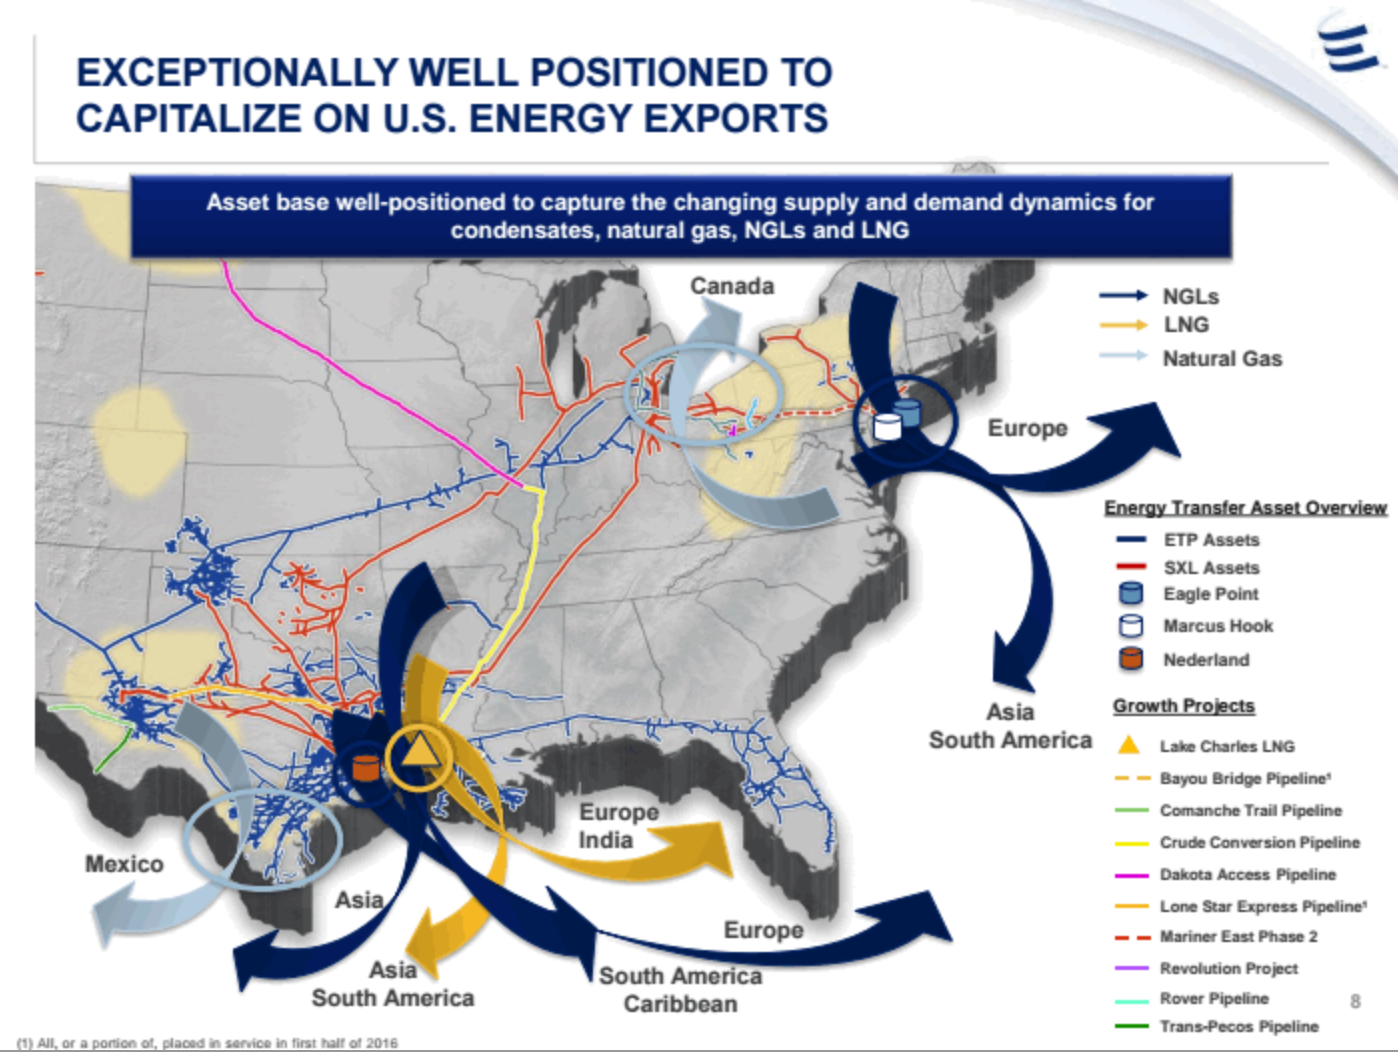 EXCEPTIONALLY WELL POSITIONED TO
CAPITALIZE ON U.S. ENERGY EXPORTS
Asset base well-positioned to capture the changing supply and demand dynamics for
condensates, natural gas, NGLs and LNG
Canada
NGLs
LNG
Natural Gas
Europe
Energy Transfer Asset Overview
ETP Assets
SXL Assets
Eagle Point
Marcus Hook
Nederland
Asia
South America
Growth Projects
Lake Charles LNG
Bayou Bridge Pipeline¹
Comanche Trail Pipeline
Crude Conversion Pipeline
Dakota Access Pipeline
Lone Star Express Pipeline¹
Mariner East Phase 2
Revolution Project
Rover Pipeline
Trans-Pecos Pipeline
Europe
India
Mexico
Asia
Europe
Asia
South America
South America
Caribbean
8
(1) All, or a portion of, placed in service in first half of 2016